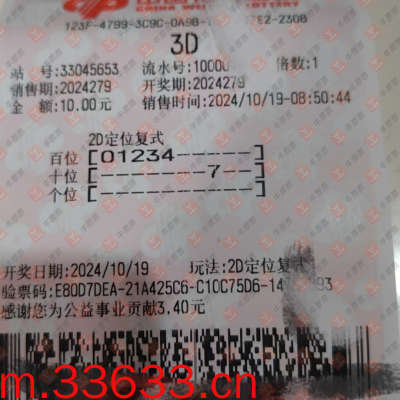 3D
站 号:33045653 流水号:10000 倍数:1
销售期:2024279 开奖期:2024279
金 额:10.00元 销售时间:2024/10/19-08:50:44
2D定位复式
百位 [01234-----]
十位 [-------7--]
个位 [----------]
开奖日期:2024/10/19 玩法:2D定位复式
验票码:E80D7DEA-21A425C6-C10C75D6-14 93
感谢您为公益事业贡献3.40元
m.33633.cn